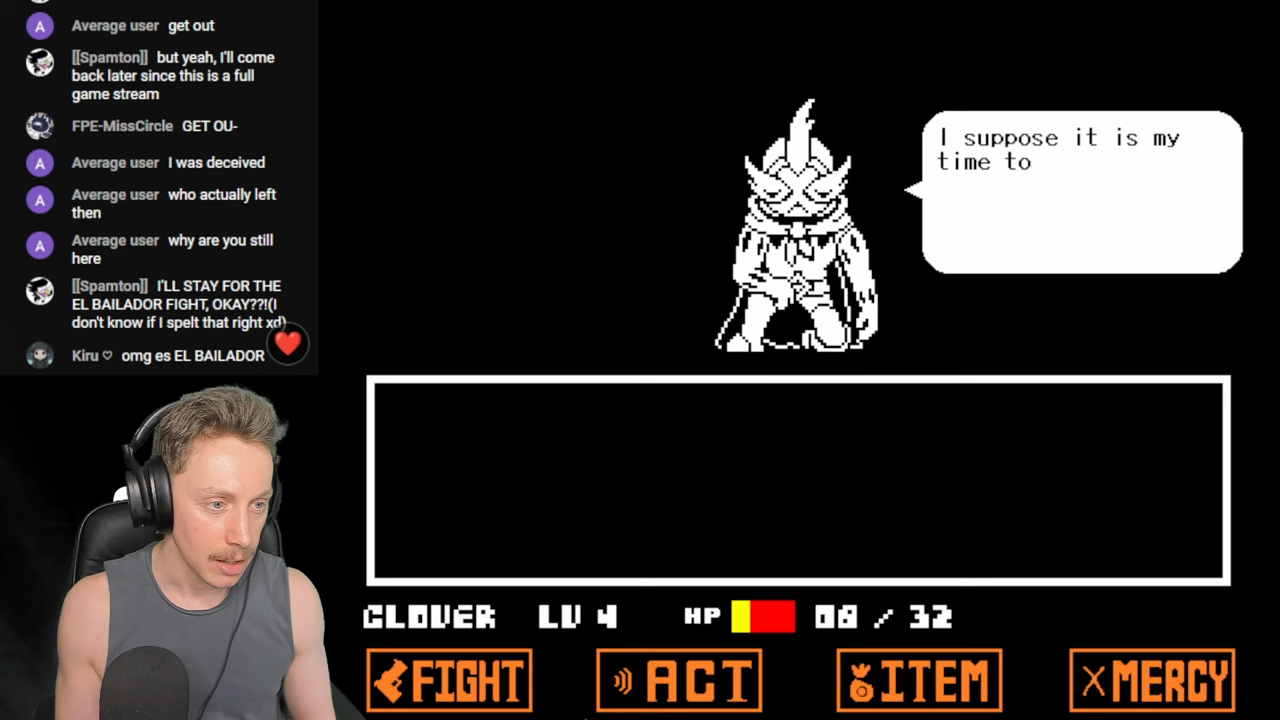 A Average user get out
[[Spamton]] but yeah, I'll come
back later since this is a full
game stream
FPE-MissCircle GET OU-
A Average user I was deceived
A Average user who actually left
then
A Average user why are you still
here
[[Spamton]] I'LL STAY FOR THE
EL BAILADOR FIGHT, OKAY??!(I
don't know if I spelt that right xd)
Kiru ♡ omg es EL BAILADOR
I suppose it is my
time to
CLOVER LV 4 HP 08 / 32
FIGHT ACT ITEM MERCY